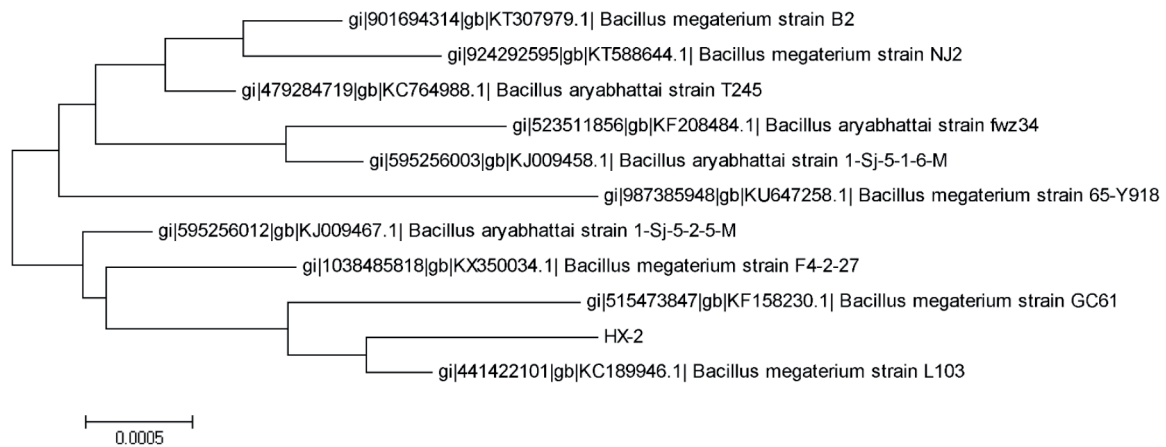 gi|901694314|gb|KT307979.1| Bacillus megaterium strain B2
gi|924292595|gb|KT588644.1| Bacillus megaterium strain NJ2
gi|479284719|gb|KC764988.1| Bacillus aryabhattai strain T245
gi|523511856|gb|KF208484.1| Bacillus aryabhattai strain fwz34
gi|595256003|gb|KJ009458.1| Bacillus aryabhattai strain 1-Sj-5-1-6-M
gi|987385948|gb|KU647258.1| Bacillus megaterium strain 65-Y918
gi|595256012|gb|KJ009467.1| Bacillus aryabhattai strain 1-Sj-5-2-5-M
gi|1038485818|gb|KX350034.1| Bacillus megaterium strain F4-2-27
gi|515473847|gb|KF158230.1| Bacillus megaterium strain GC61
HX-2
gi|441422101|gb|KC189946.1| Bacillus megaterium strain L103
0.0005